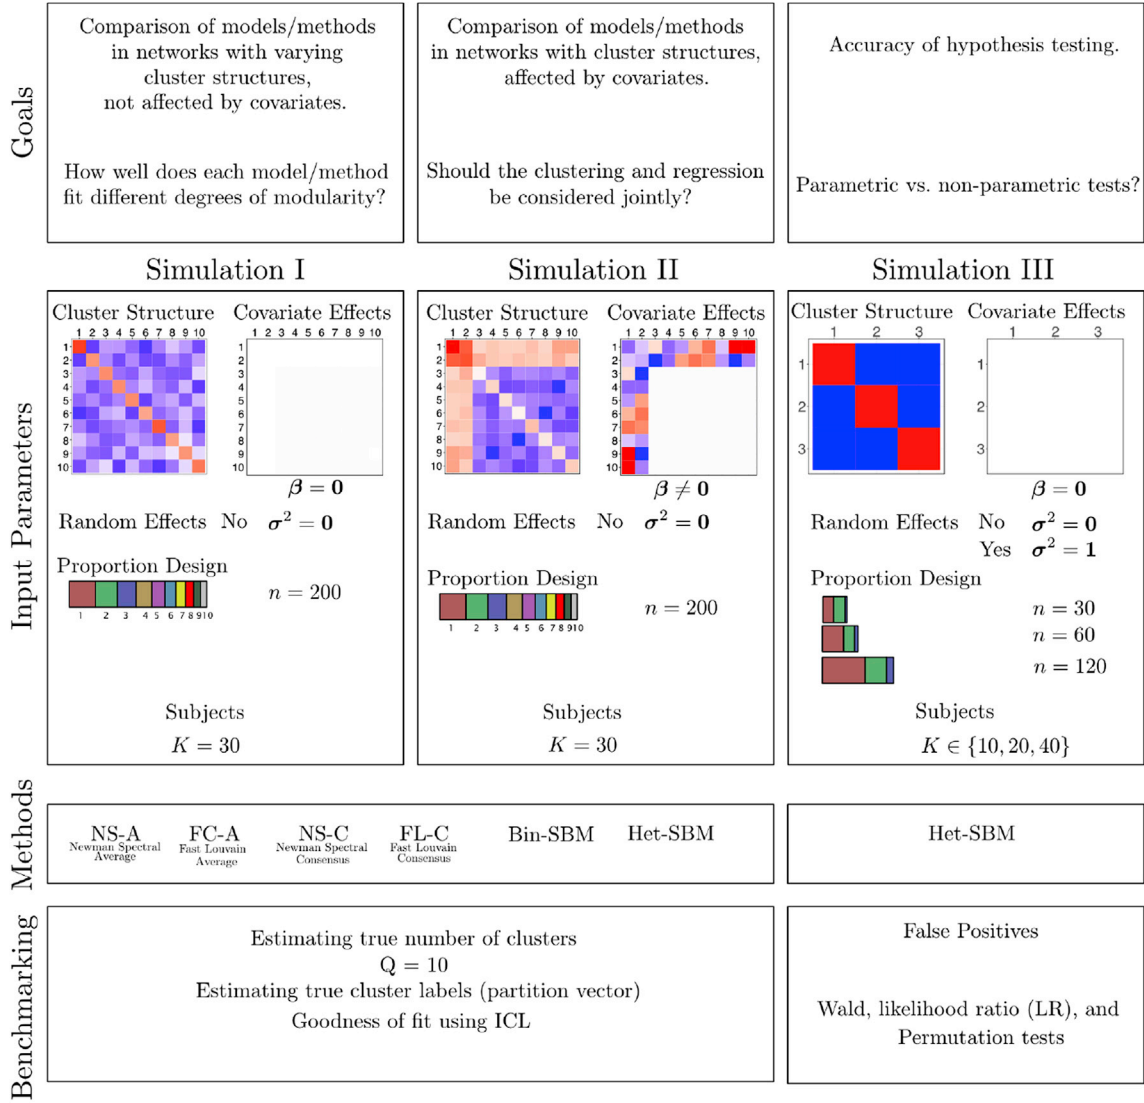 Goals
Comparison of models/methods
in networks with varying
cluster structures,
not affected by covariates.
How well does each model/method
fit different degrees of modularity?
Comparison of models/methods
in networks with cluster structures,
affected by covariates.
Should the clustering and regression
be considered jointly?
Accuracy of hypothesis testing.
Parametric vs. non-parametric tests?
Input Parameters
Simulation I
Cluster Structure
1 2 3 4 5 6 7 8 9 10
1
2
3
4
5
6
7
8
9
10
Covariate Effects
1 2 3 4 5 6 7 8 9 10
1
2
3
4
5
6
7
8
9
10
β = 0
Random Effects No σ² = 0
Proportion Design
1 2 3 4 5 6 7 8 9 10
n = 200
Subjects
K = 30
Simulation II
Cluster Structure
1 2 3 4 5 6 7 8 9 10
1
2
3
4
5
6
7
8
9
10
Covariate Effects
1 2 3 4 5 6 7 8 9 10
1
2
3
4
5
6
7
8
9
10
β ≠ 0
Random Effects No σ² = 0
Proportion Design
1 2 3 4 5 6 7 8 9 10
n = 200
Subjects
K = 30
Simulation III
Cluster Structure
1 2 3
1
2
3
Covariate Effects
1 2 3
1
2
3
β = 0
Random Effects No σ² = 0
Yes σ² = 1
Proportion Design
n = 30
n = 60
n = 120
Subjects
K ∈ {10, 20, 40}
Methods
NS-A
Newman Spectral
Average
FC-A
Fast Louvain
Average
NS-C
Newman Spectral
Consensus
FL-C
Fast Louvain
Consensus
Bin-SBM
Het-SBM
Het-SBM
Benchmarking
Estimating true number of clusters
Q = 10
Estimating true cluster labels (partition vector)
Goodness of fit using ICL
False Positives
Wald, likelihood ratio (LR), and
Permutation tests